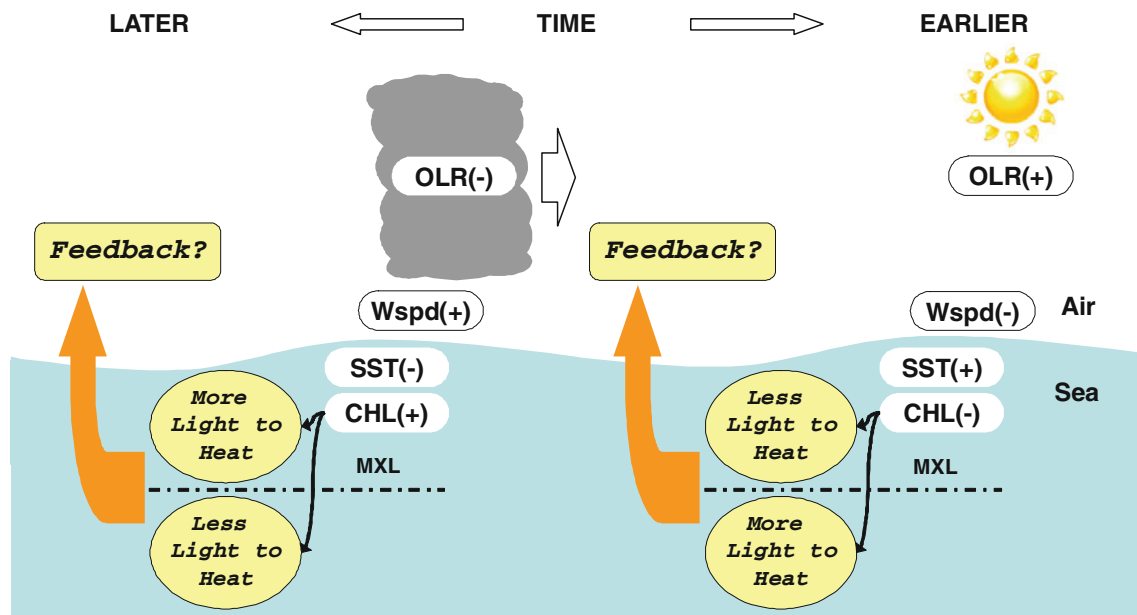 LATER TIME EARLIER
OLR(-)
OLR(+)
Feedback?
Feedback?
Wspd(+)
Wspd(-)
Air
SST(-)
SST(+)
Sea
More
Light to
Heat
CHL(+)
Less
Light to
Heat
CHL(-)
MXL
MXL
Less
Light to
Heat
More
Light to
Heat